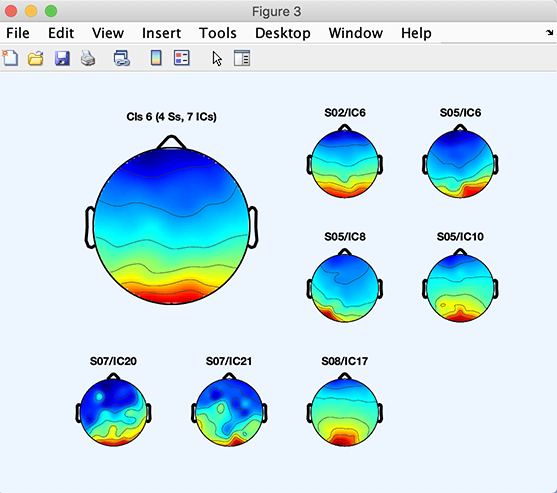 Figure 3
File Edit View Insert Tools Desktop Window Help
Cls 6 (4 Ss, 7 ICs)
S02/IC6
S05/IC6
S05/IC8
S05/IC10
S07/IC20
S07/IC21
S08/IC17